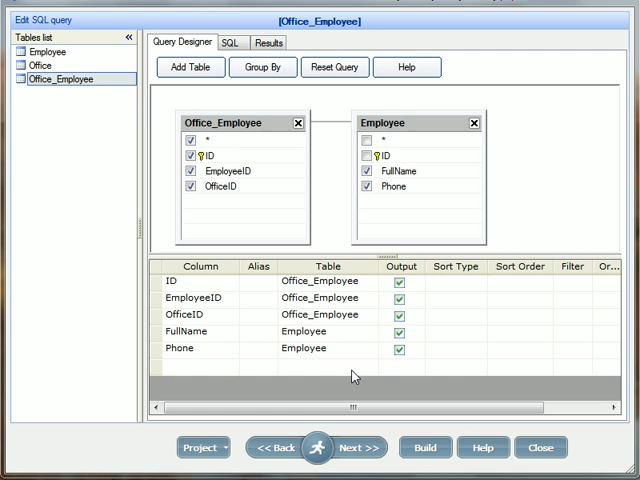 Edit SQL query
[Office_Employee]
Tables list
«
Employee
Office
Office_Employee
Query Designer
SQL
Results
Add Table
Group By
Reset Query
Help
Office_Employee
*
ID
EmployeeID
OfficeID
Employee
*
ID
FullName
Phone
Column Alias Table Output Sort Type Sort Order Filter Or...
ID Office_Employee
EmployeeID Office_Employee
OfficeID Office_Employee
FullName Employee
Phone Employee
Project
<< Back
Next >>
Build
Help
Close